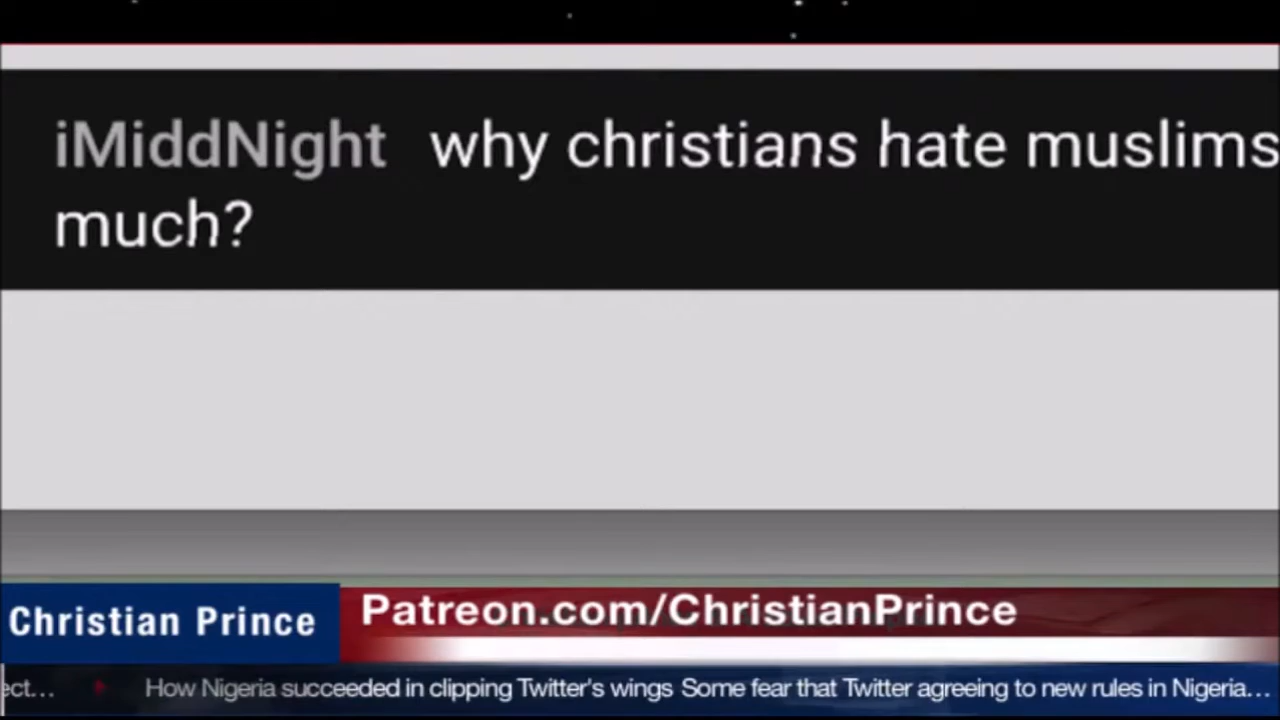 iMiddNight why christians hate muslims
much?
Christian Prince
Patreon.com/ChristianPrince
ect… How Nigeria succeeded in clipping Twitter's wings Some fear that Twitter agreeing to new rules in Nigeria…